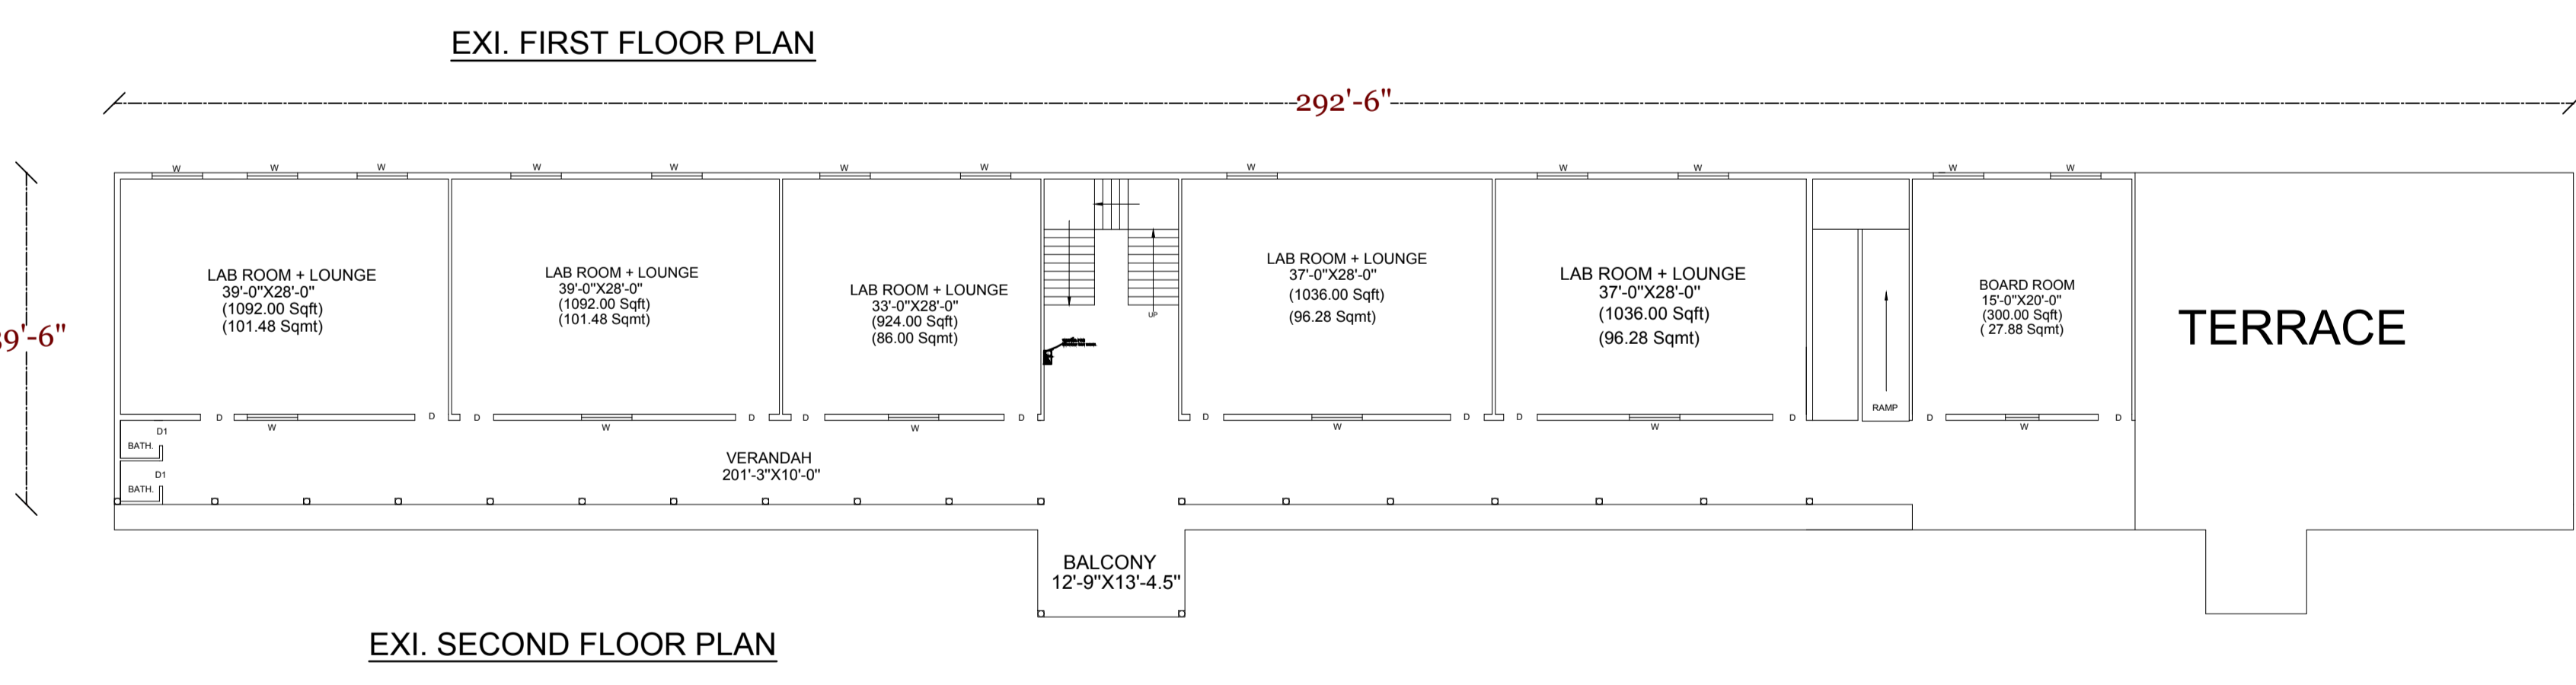 EXI. FIRST FLOOR PLAN
292'-6"
W W W W W W W W W W W W
LAB ROOM + LOUNGE
39'-0"X28'-0"
(1092.00 Sqft)
(101.48 Sqmt)
LAB ROOM + LOUNGE
39'-0"X28'-0"
(1092.00 Sqft)
(101.48 Sqmt)
LAB ROOM + LOUNGE
33'-0"X28'-0"
(924.00 Sqft)
(86.00 Sqmt)
UP
LAB ROOM + LOUNGE
37'-0"X28'-0"
(1036.00 Sqft)
(96.28 Sqmt)
LAB ROOM + LOUNGE
37'-0"X28'-0"
(1036.00 Sqft)
(96.28 Sqmt)
RAMP
BOARD ROOM
15'-0"X20'-0"
(300.00 Sqft)
( 27.88 Sqmt)
TERRACE
9'-6"
D D D D D D D D D D D D
W W W W W W
D1
BATH.
D1
BATH.
VERANDAH
201'-3"X10'-0"
BALCONY
12'-9"X13'-4.5"
EXI. SECOND FLOOR PLAN